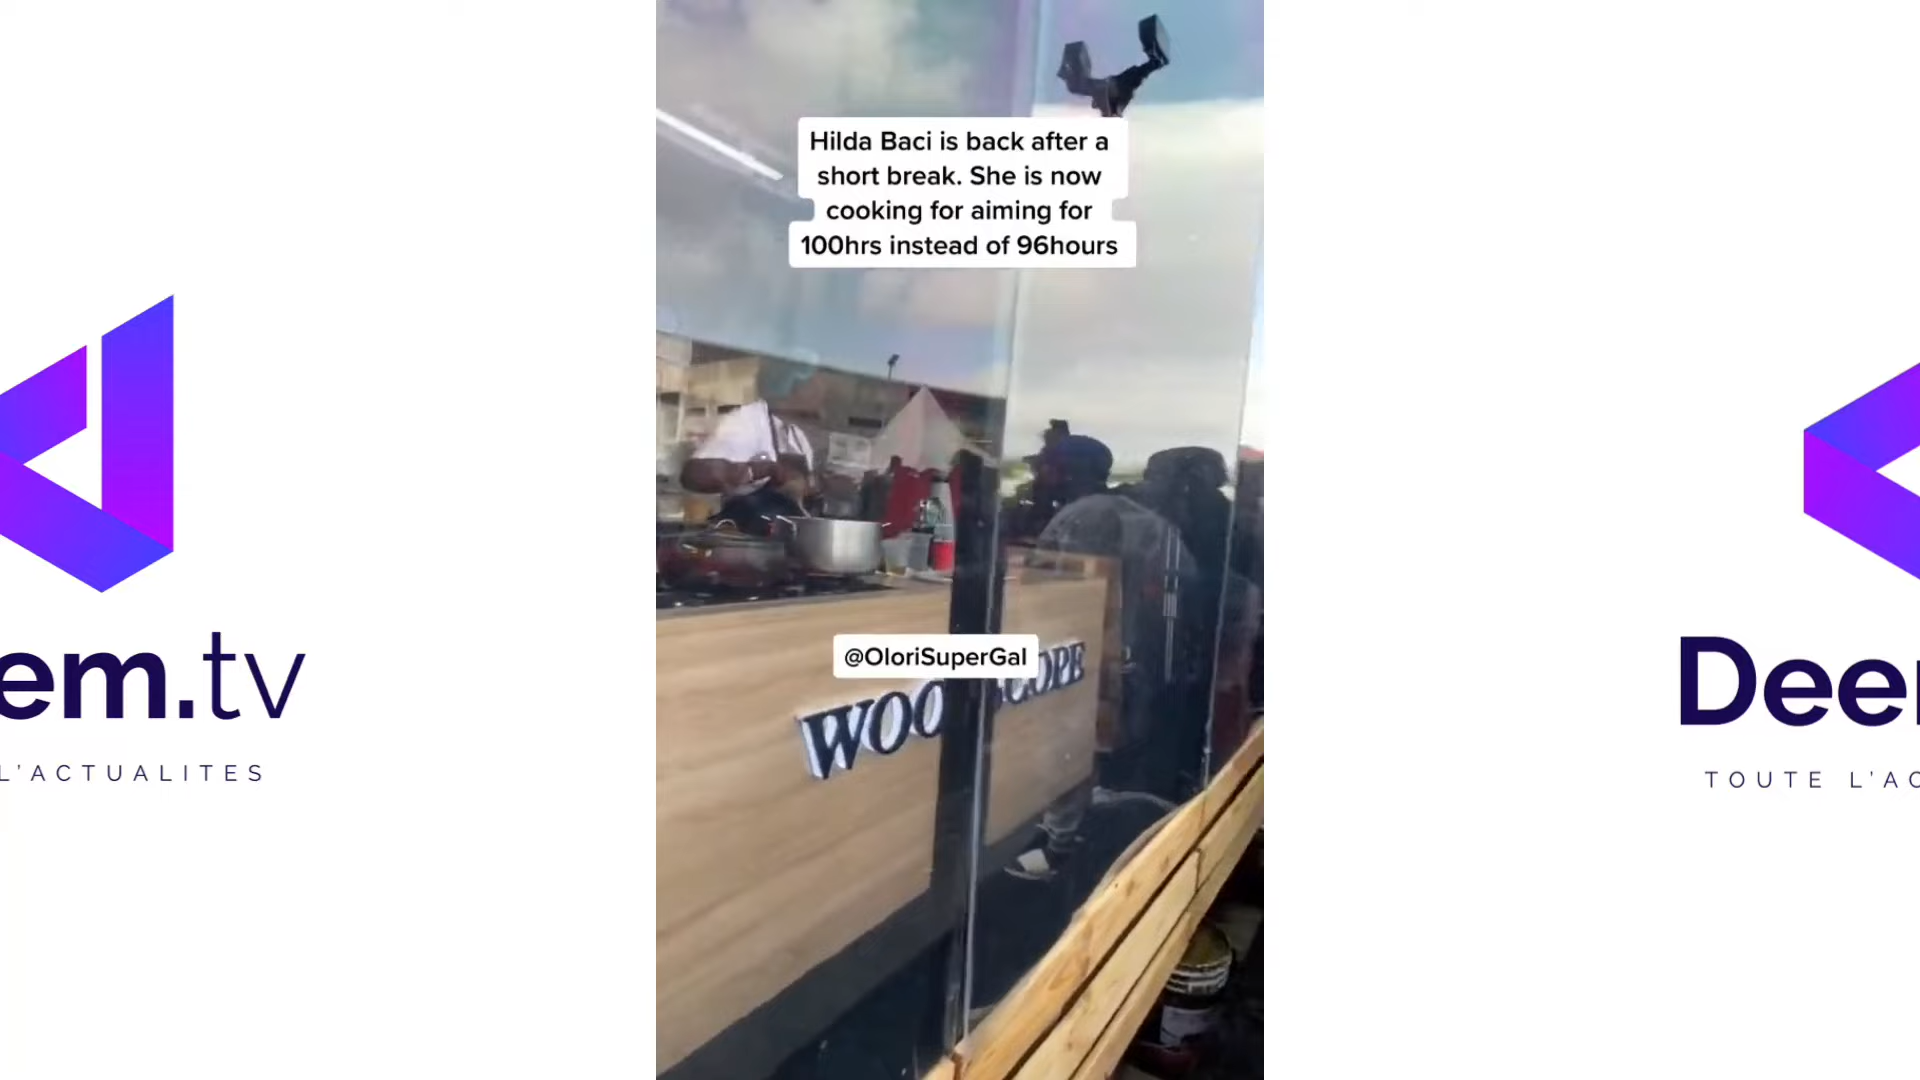 Hilda Baci is back after a
short break. She is now
cooking for aiming for
100hrs instead of 96hours
@OloriSuperGal
em.tv
L'ACTUALITES
Dee
TOUTE L'AC